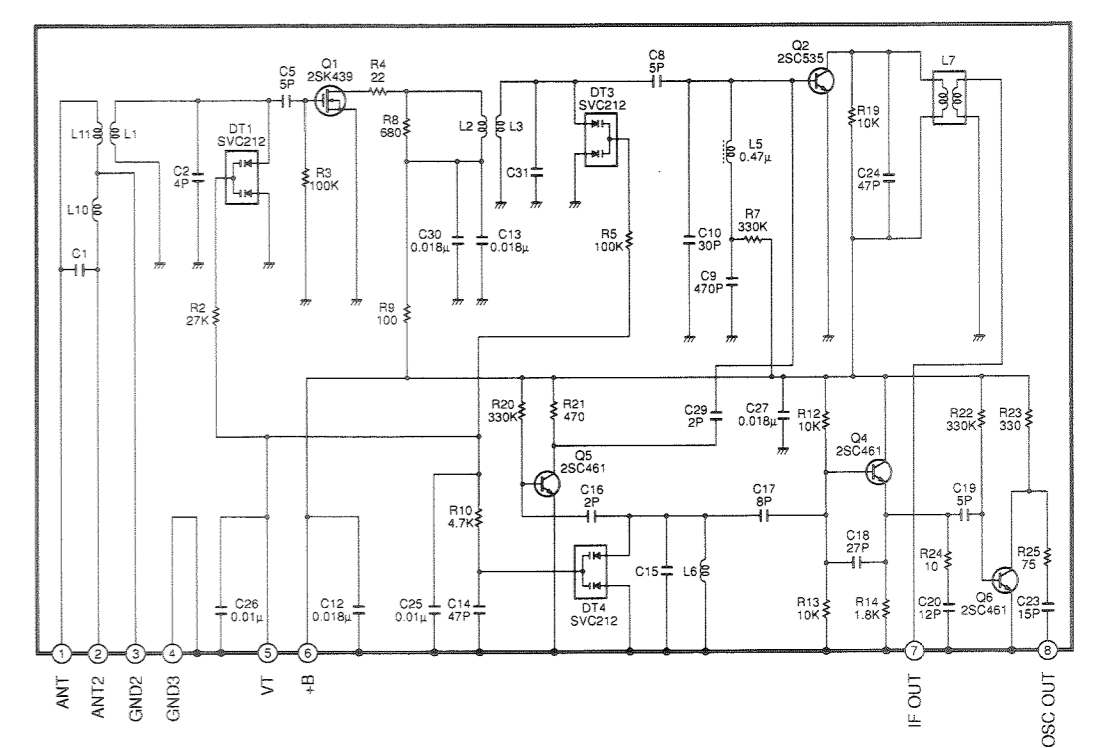 Q2
2SC535
C8
5P
Q1
2SK439
C5
5P
R4
22
L7
DT3
SVC212
L11
L1
DT1
SVC212
R8
680
L2
L3
R19
10K
L5
0.47μ
C2
4P
R3
100K
C31
C24
47P
L10
C30
0.018μ
C13
0.018μ
R5
100K
C10
30P
R7
330K
C1
C9
470P
R2
27K
R9
100
R20
330K
R21
470
C29
2P
C27
0.018μ
R12
10K
R22
330K
R23
330
Q4
2SC461
Q5
2SC461
C16
2P
C17
8P
C19
5P
R10
4.7K
C18
27P
R24
10
R25
75
C15
L6
DT4
SVC212
Q6
2SC461
C26
0.01μ
C12
0.018μ
C25
0.01μ
C14
47P
R13
10K
R14
1.8K
C20
12P
C23
15P
1
2
3
4
5
6
7
8
ANT
ANT2
GND2
GND3
VT
+B
IF OUT
OSC OUT